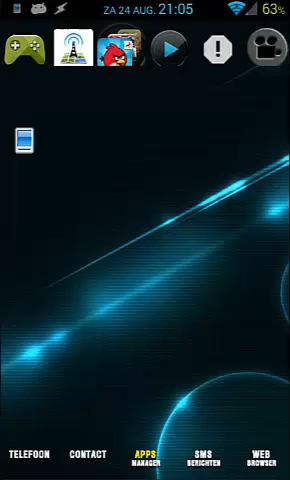 ZA 24 AUG. 21:05 63%
TELEFOON CONTACT APPS SMS WEB
MANAGER BERICHTEN BROWSER